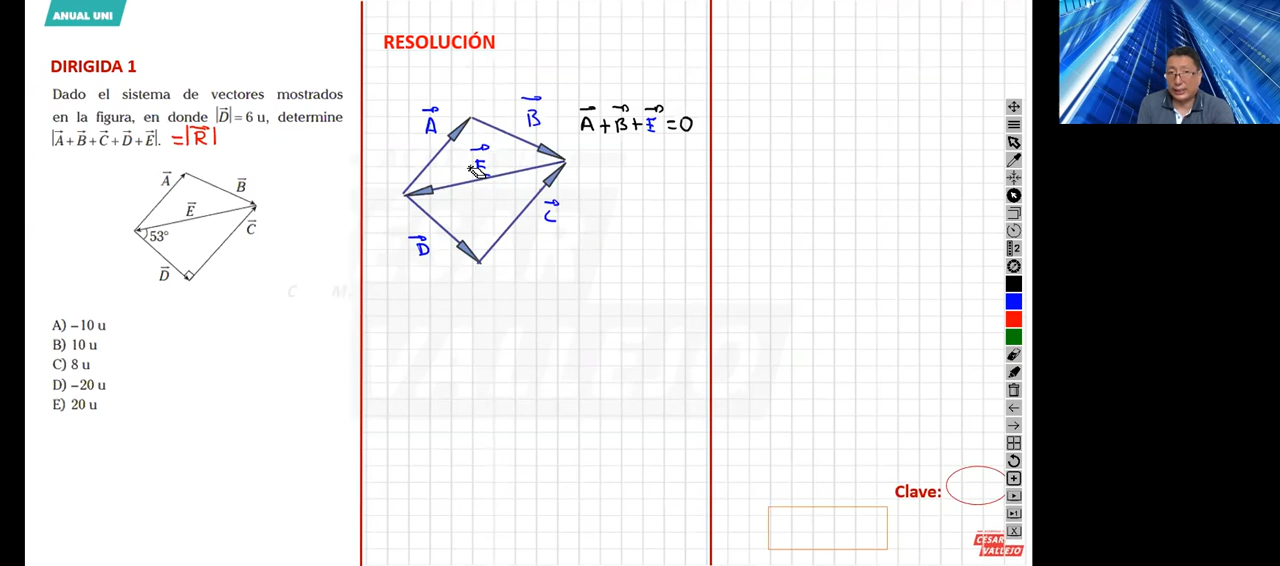 ANUAL UNI
DIRIGIDA 1
Dado el sistema de vectores mostrados
en la figura, en donde |D⃗| = 6 u, determine
|A⃗ + B⃗ + C⃗ + D⃗ + E⃗|. = |R⃗|
A⃗
B⃗
E⃗
C⃗
53°
D⃗
A) −10 u
B) 10 u
C) 8 u
D) −20 u
E) 20 u
RESOLUCIÓN
A⃗
B⃗
A⃗ + B⃗ + E⃗ = 0
E⃗
C⃗
D⃗
Clave:
CÉSAR
VALLEJO